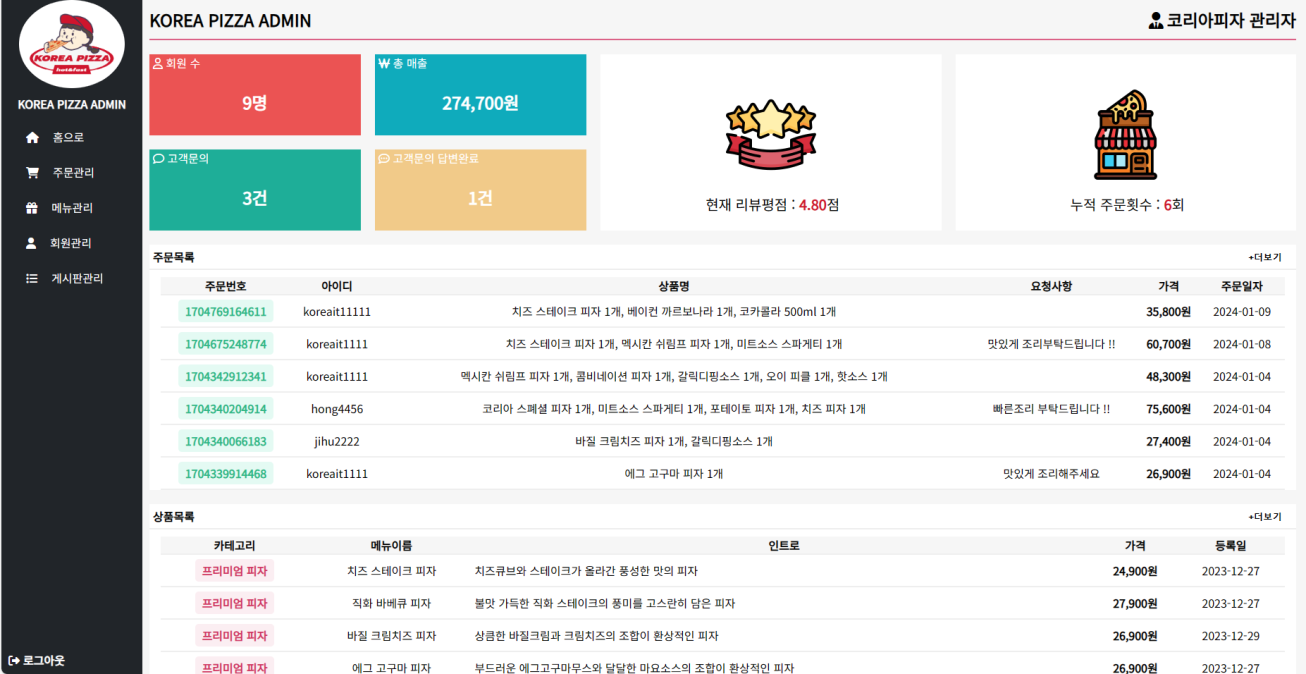 KOREA PIZZA
hot&fast
KOREA PIZZA ADMIN
홈으로
주문관리
메뉴관리
회원관리
게시판관리
로그아웃
KOREA PIZZA ADMIN
코리아피자 관리자
회원 수
9명
₩ 총 매출
274,700원
고객문의
3건
고객문의 답변완료
1건
현재 리뷰평점 : 4.80점
누적 주문횟수 : 6회
주문목록 +더보기
주문번호 아이디 상품명 요청사항 가격 주문일자
1704769164611 koreait11111 치즈 스테이크 피자 1개, 베이컨 까르보나라 1개, 코카콜라 500ml 1개 35,800원 2024-01-09
1704675248774 koreait1111 치즈 스테이크 피자 1개, 멕시칸 쉬림프 피자 1개, 미트소스 스파게티 1개 맛있게 조리부탁드립니다 !! 60,700원 2024-01-08
1704342912341 koreait1111 멕시칸 쉬림프 피자 1개, 콤비네이션 피자 1개, 갈릭디핑소스 1개, 오이 피클 1개, 핫소스 1개 48,300원 2024-01-04
1704340204914 hong4456 코리아 스페셜 피자 1개, 미트소스 스파게티 1개, 포테이토 피자 1개, 치즈 피자 1개 빠른조리 부탁드립니다 !! 75,600원 2024-01-04
1704340066183 jihu2222 바질 크림치즈 피자 1개, 갈릭디핑소스 1개 27,400원 2024-01-04
1704339914468 koreait1111 에그 고구마 피자 1개 맛있게 조리해주세요 26,900원 2024-01-04
상품목록 +더보기
카테고리 메뉴이름 인트로 가격 등록일
프리미엄 피자 치즈 스테이크 피자 치즈큐브와 스테이크가 올라간 풍성한 맛의 피자 24,900원 2023-12-27
프리미엄 피자 직화 바베큐 피자 불맛 가득한 직화 스테이크의 풍미를 고스란히 담은 피자 27,900원 2023-12-27
프리미엄 피자 바질 크림치즈 피자 상큼한 바질크림과 크림치즈의 조합이 환상적인 피자 26,900원 2023-12-29
프리미엄 피자 에그 고구마 피자 부드러운 에그고구마무스와 달달한 마요소스의 조합이 환상적인 피자 26,900원 2023-12-27